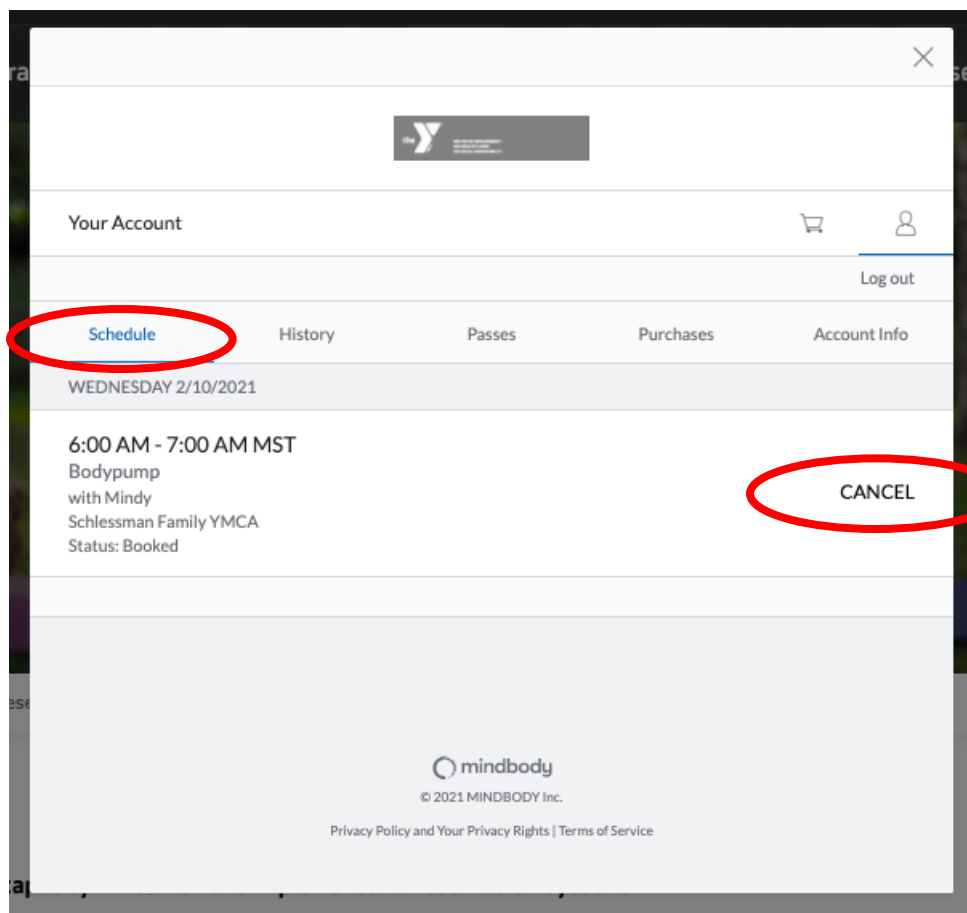 Your Account
Log out
Schedule History Passes Purchases Account Info
WEDNESDAY 2/10/2021
6:00 AM - 7:00 AM MST
Bodypump
with Mindy
CANCEL
Schlessman Family YMCA
Status: Booked
mindbody
© 2021 MINDBODY Inc.
Privacy Policy and Your Privacy Rights | Terms of Service